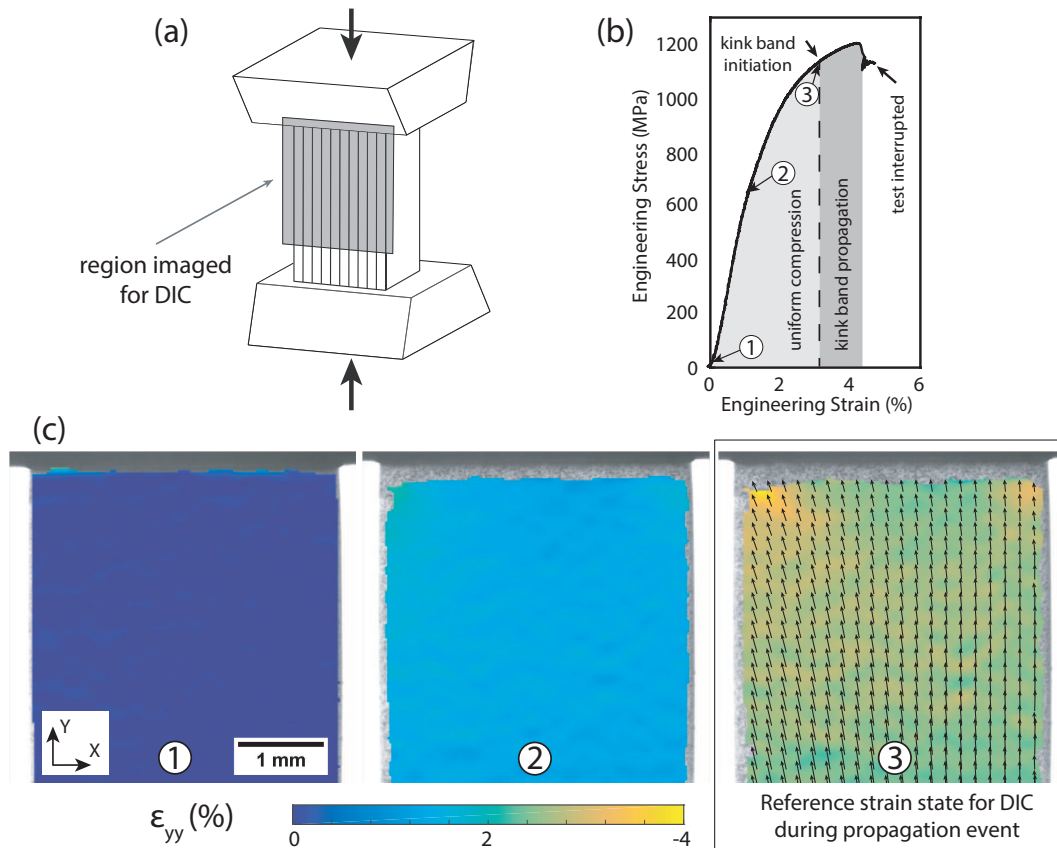 (a)
region imaged
for DIC
(b)
Engineering Stress (MPa)
1200
1000
800
600
400
200
0
kink band
initiation
3
2
1
uniform compression
kink band propagation
test interrupted
0
2
4
6
Engineering Strain (%)
(c)
Y
X
1
1 mm
2
3
Reference strain state for DIC
during propagation event
εyy (%)
0
2
-4